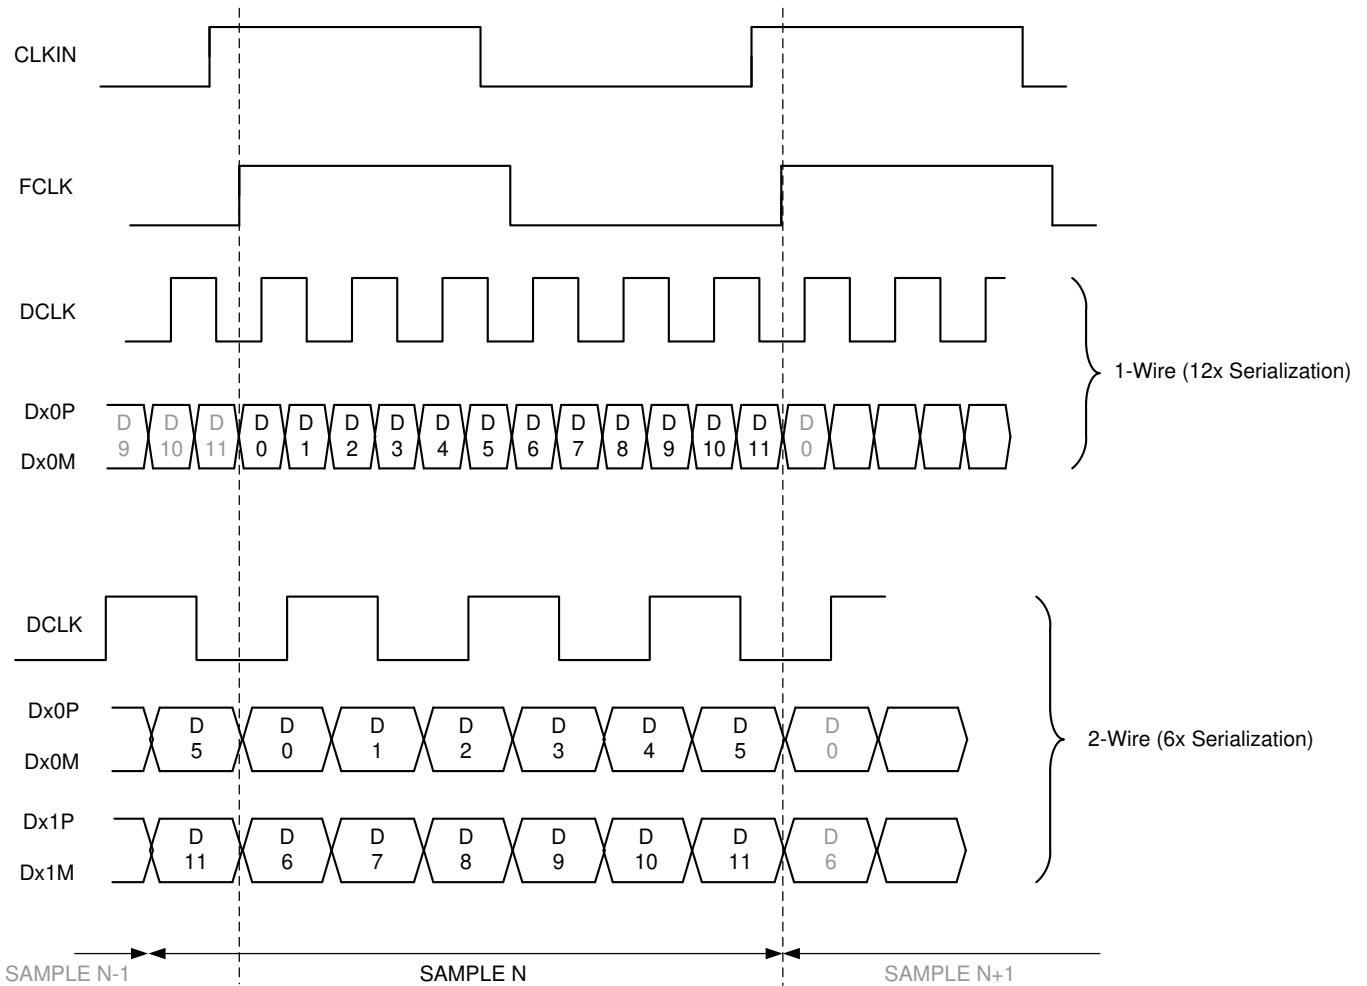 CLKIN
FCLK
DCLK
1-Wire (12x Serialization)
Dx0P
D D D D D D D D D D D D D D D D
9 10 11 0 1 2 3 4 5 6 7 8 9 10 11 0
Dx0M
DCLK
Dx0P
D D D D D D D D
5 0 1 2 3 4 5 0
Dx0M
2-Wire (6x Serialization)
Dx1P
D D D D D D D D
11 6 7 8 9 10 11 6
Dx1M
SAMPLE N-1 SAMPLE N SAMPLE N+1